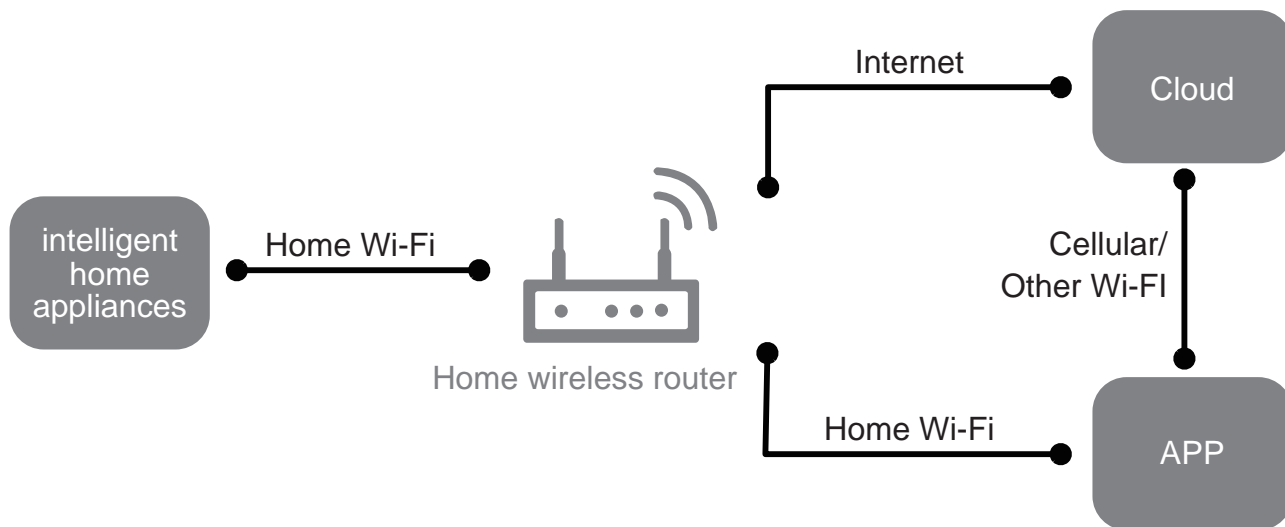 Internet
Cloud
intelligent
home
appliances
Home Wi-Fi
Cellular/
Other Wi-FI
Home wireless router
Home Wi-Fi
APP